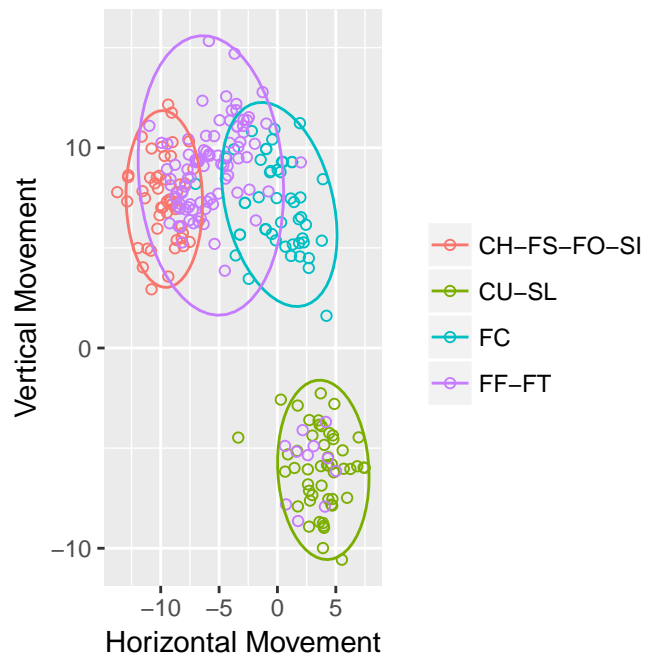 Vertical Movement
10
0
−10
−10
−5
0
5
Horizontal Movement
CH−FS−FO−SI
CU−SL
FC
FF−FT